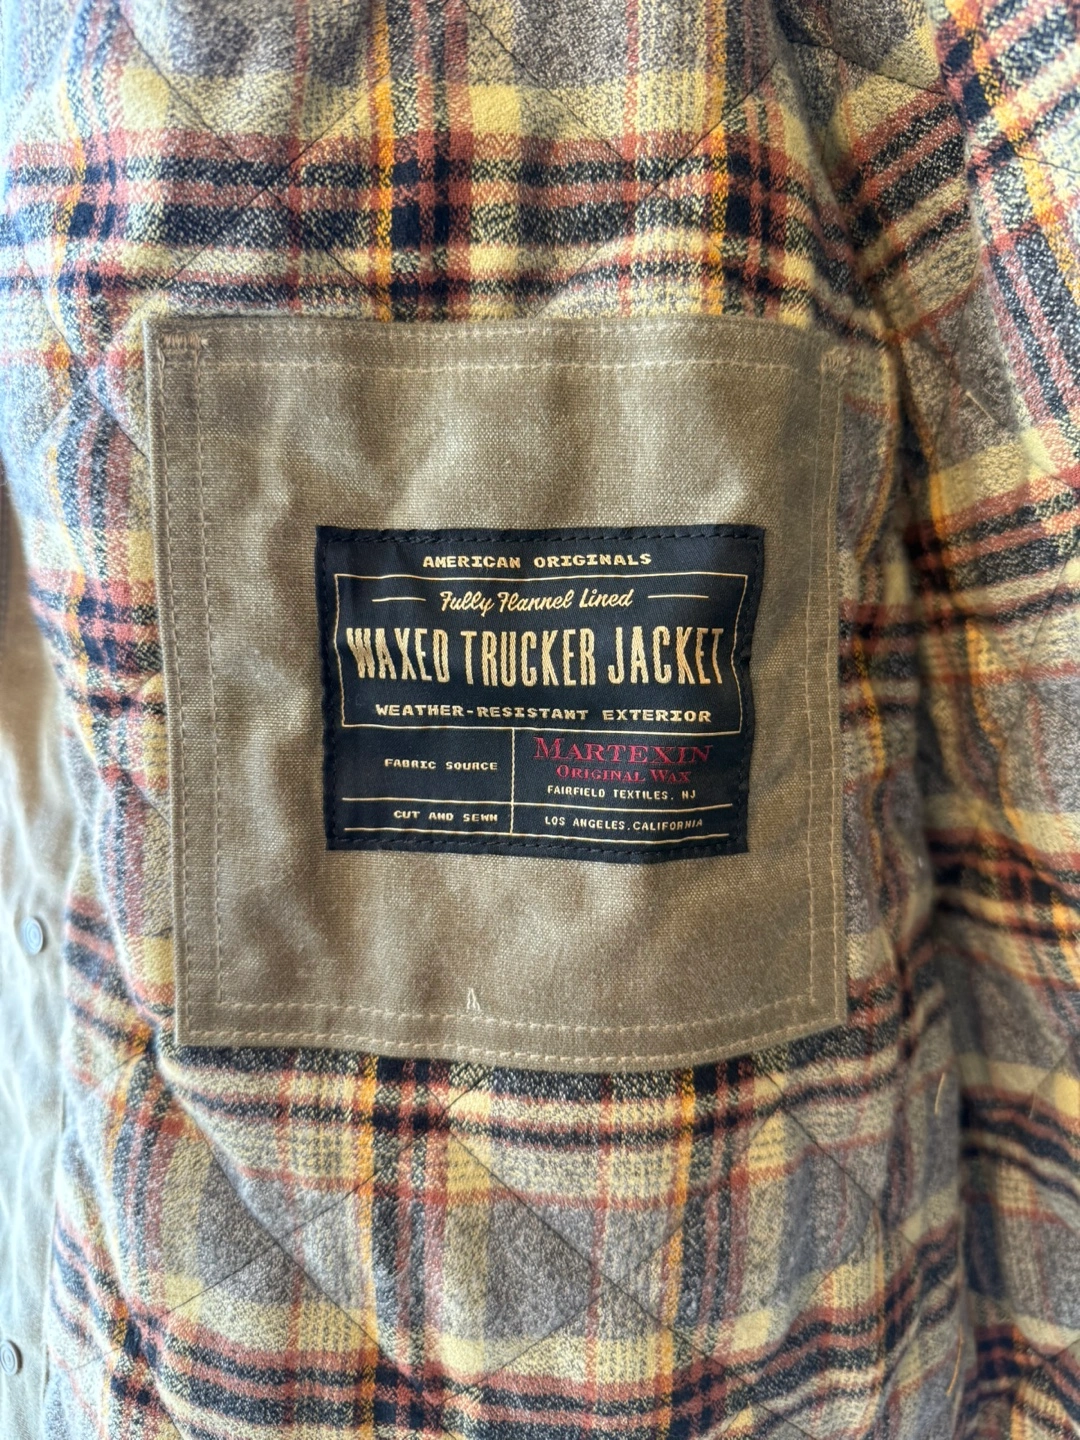 AMERICAN ORIGINALS
Fully Flannel Lined
WAXED TRUCKER JACKET
WEATHER-RESISTANT EXTERIOR
FABRIC SOURCE
MARTEXIN
ORIGINAL WAX
FAIRFIELD TEXTILES, NJ
CUT AND SEWN
LOS ANGELES, CALIFORNIA